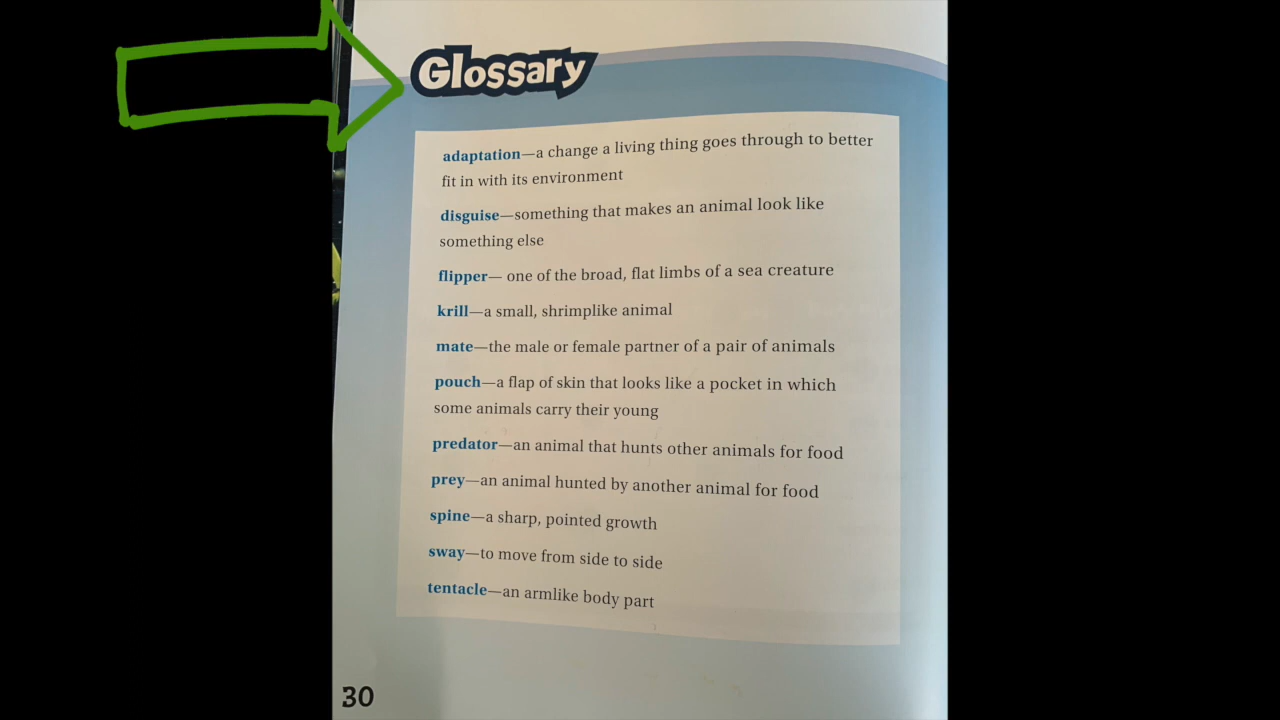 Glossary
adaptation—a change a living thing goes through to better
fit in with its environment
disguise—something that makes an animal look like
something else
flipper— one of the broad, flat limbs of a sea creature
krill—a small, shrimplike animal
mate—the male or female partner of a pair of animals
pouch—a flap of skin that looks like a pocket in which
some animals carry their young
predator—an animal that hunts other animals for food
prey—an animal hunted by another animal for food
spine—a sharp, pointed growth
sway—to move from side to side
tentacle—an armlike body part
30